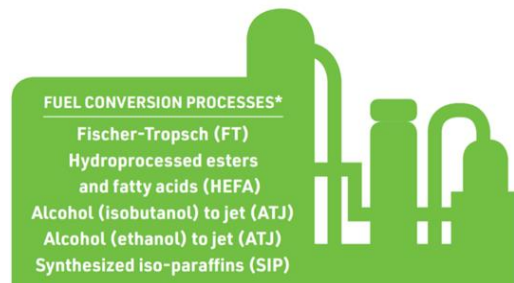 FUEL CONVERSION PROCESSES*
Fischer-Tropsch (FT)
Hydroprocessed esters
and fatty acids (HEFA)
Alcohol (isobutanol) to jet (ATJ)
Alcohol (ethanol) to jet (ATJ)
Synthesized iso-paraffins (SIP)